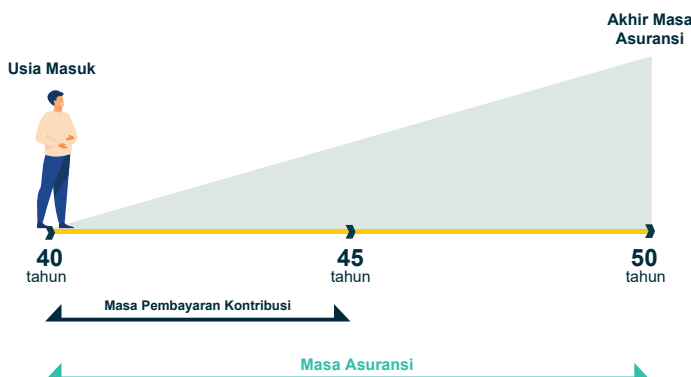 Akhir Masa
Asuransi
Usia Masuk
40
tahun
45
tahun
50
tahun
Masa Pembayaran Kontribusi
Masa Asuransi